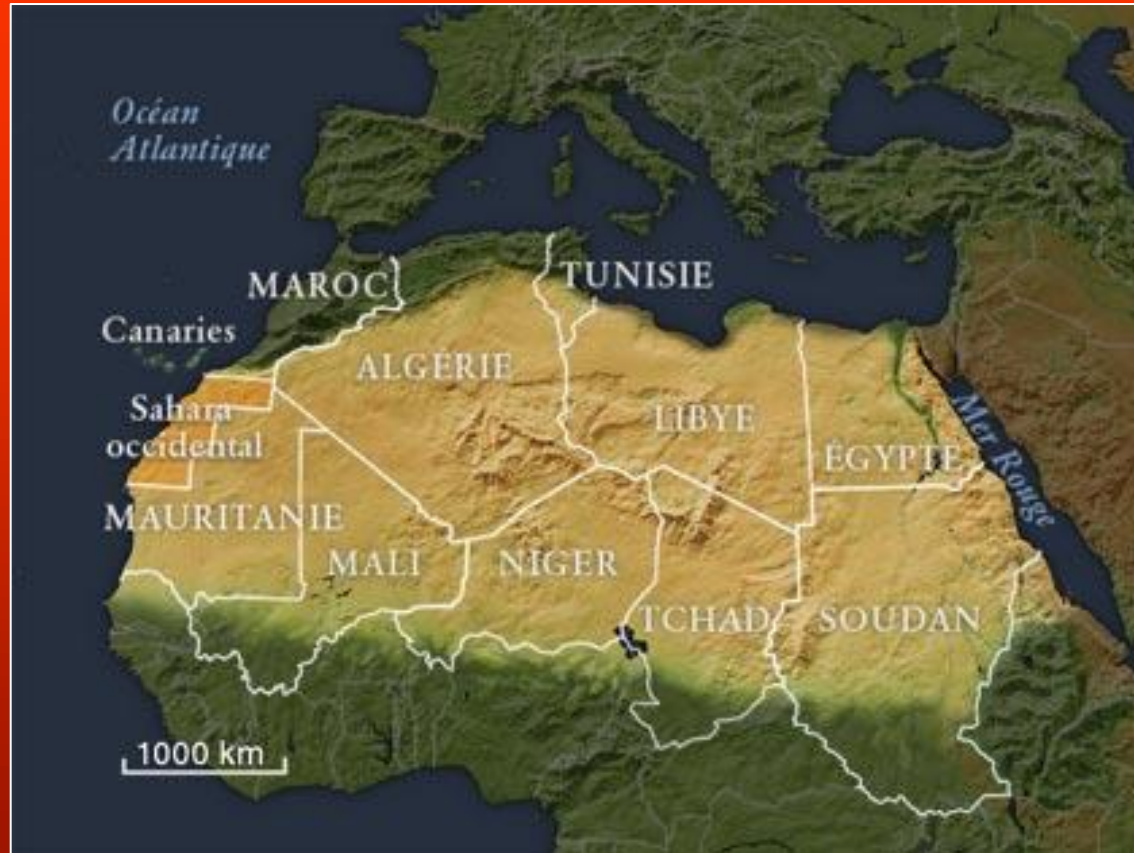 Océan
Atlantique
MAROC
TUNISIE
Canaries
ALGÉRIE
Sahara
occidental
LIBYE
ÉGYPTE
Mer Rouge
MAURITANIE
MALI
NIGER
TCHAD
SOUDAN
1000 km